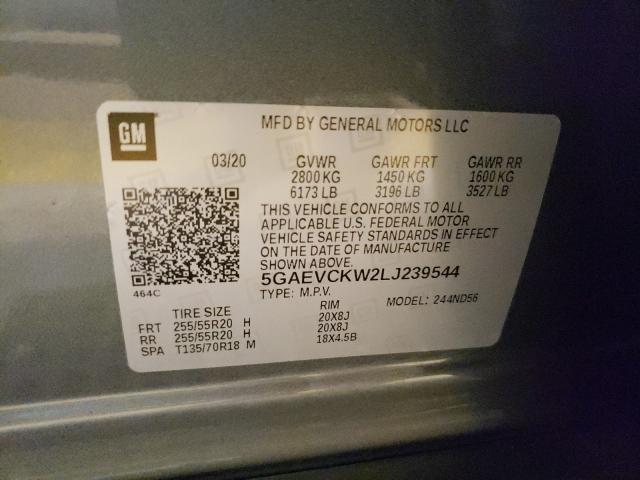 GM
MFD BY GENERAL MOTORS LLC
03/20 GVWR GAWR FRT GAWR RR
2800 KG 1450 KG 1600 KG
6173 LB 3196 LB 3527 LB
THIS VEHICLE CONFORMS TO ALL
APPLICABLE U.S. FEDERAL MOTOR
VEHICLE SAFETY STANDARDS IN EFFECT
ON THE DATE OF MANUFACTURE
SHOWN ABOVE.
5GAEVCKW2LJ239544
464C TYPE: M.P.V. MODEL: 244ND56
TIRE SIZE RIM
FRT 255/55R20 H 20X8J
RR 255/55R20 H 20X8J
SPA T135/70R18 M 18X4.5B